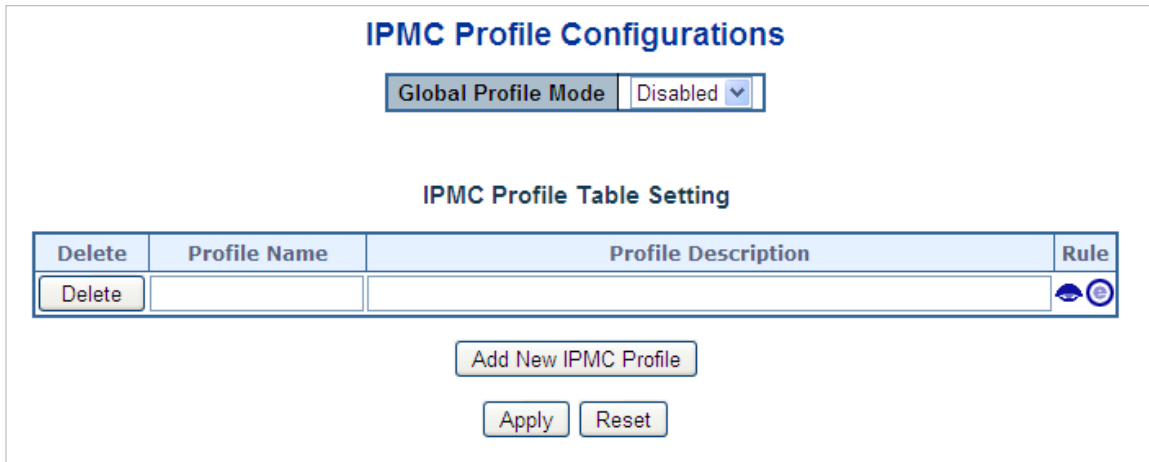 IPMC Profile Configurations
Global Profile Mode Disabled
IPMC Profile Table Setting
Delete Profile Name Profile Description Rule
Delete e
Add New IPMC Profile
Apply Reset